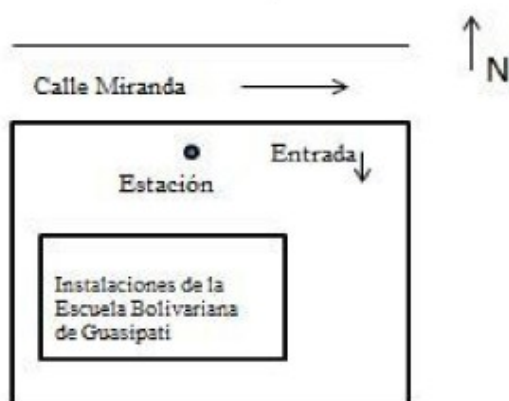 N
Calle Miranda
Entrada
Estación
Instalaciones de la
Escuela Bolivariana
de Guasipati